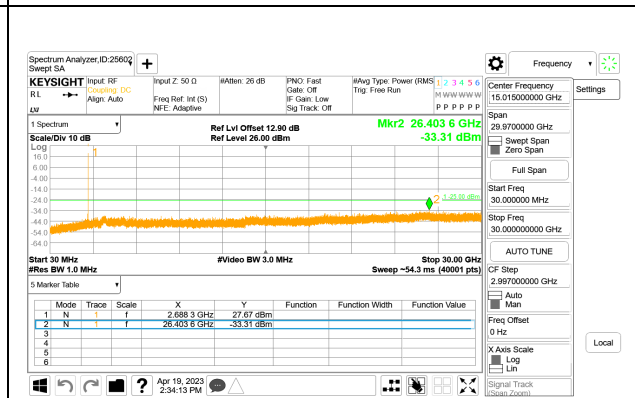 Spectrum Analyzer,ID:25602
Swept SA
Frequency
Settings
KEYSIGHT
RL
LXI
Input: RF
Coupling: DC
Align: Auto
Input Z: 50 Ω
Freq Ref: Int (S)
NFE: Adaptive
#Atten: 26 dB
PNO: Fast
Gate: Off
IF Gain: Low
Sig Track: Off
#Avg Type: Power (RMS
Trig: Free Run
1 2 3 4 5 6
M W W W W W
P P P P P P
1 Spectrum
Scale/Div 10 dB
Ref Lvl Offset 12.90 dB
Ref Level 26.00 dBm
Mkr2 26.403 6 GHz
-33.31 dBm
Log
1
16.0
6.00
-4.00
-14.0
-24.0
-34.0
-44.0
-54.0
-64.0
2
Start 30 MHz
#Res BW 1.0 MHz
#Video BW 3.0 MHz
Stop 30.00 GHz
Sweep ~54.3 ms (40001 pts)
5 Marker Table
Mode Trace Scale X Y Function Function Width Function Value
1 N 1 f 2.688 3 GHz 27.67 dBm
2 N 1 f 26.403 6 GHz -33.31 dBm
3
4
5
6
Apr 19, 2023
2:34:13 PM
Center Frequency
15.015000000 GHz
Span
29.9700000 GHz
Swept Span
Zero Span
Full Span
Start Freq
30.000000 MHz
Stop Freq
30.000000000 GHz
AUTO TUNE
CF Step
2.997000000 GHz
Auto
Man
Freq Offset
0 Hz
X Axis Scale
Log
Lin
Signal Track
(Span Zoom)
Local